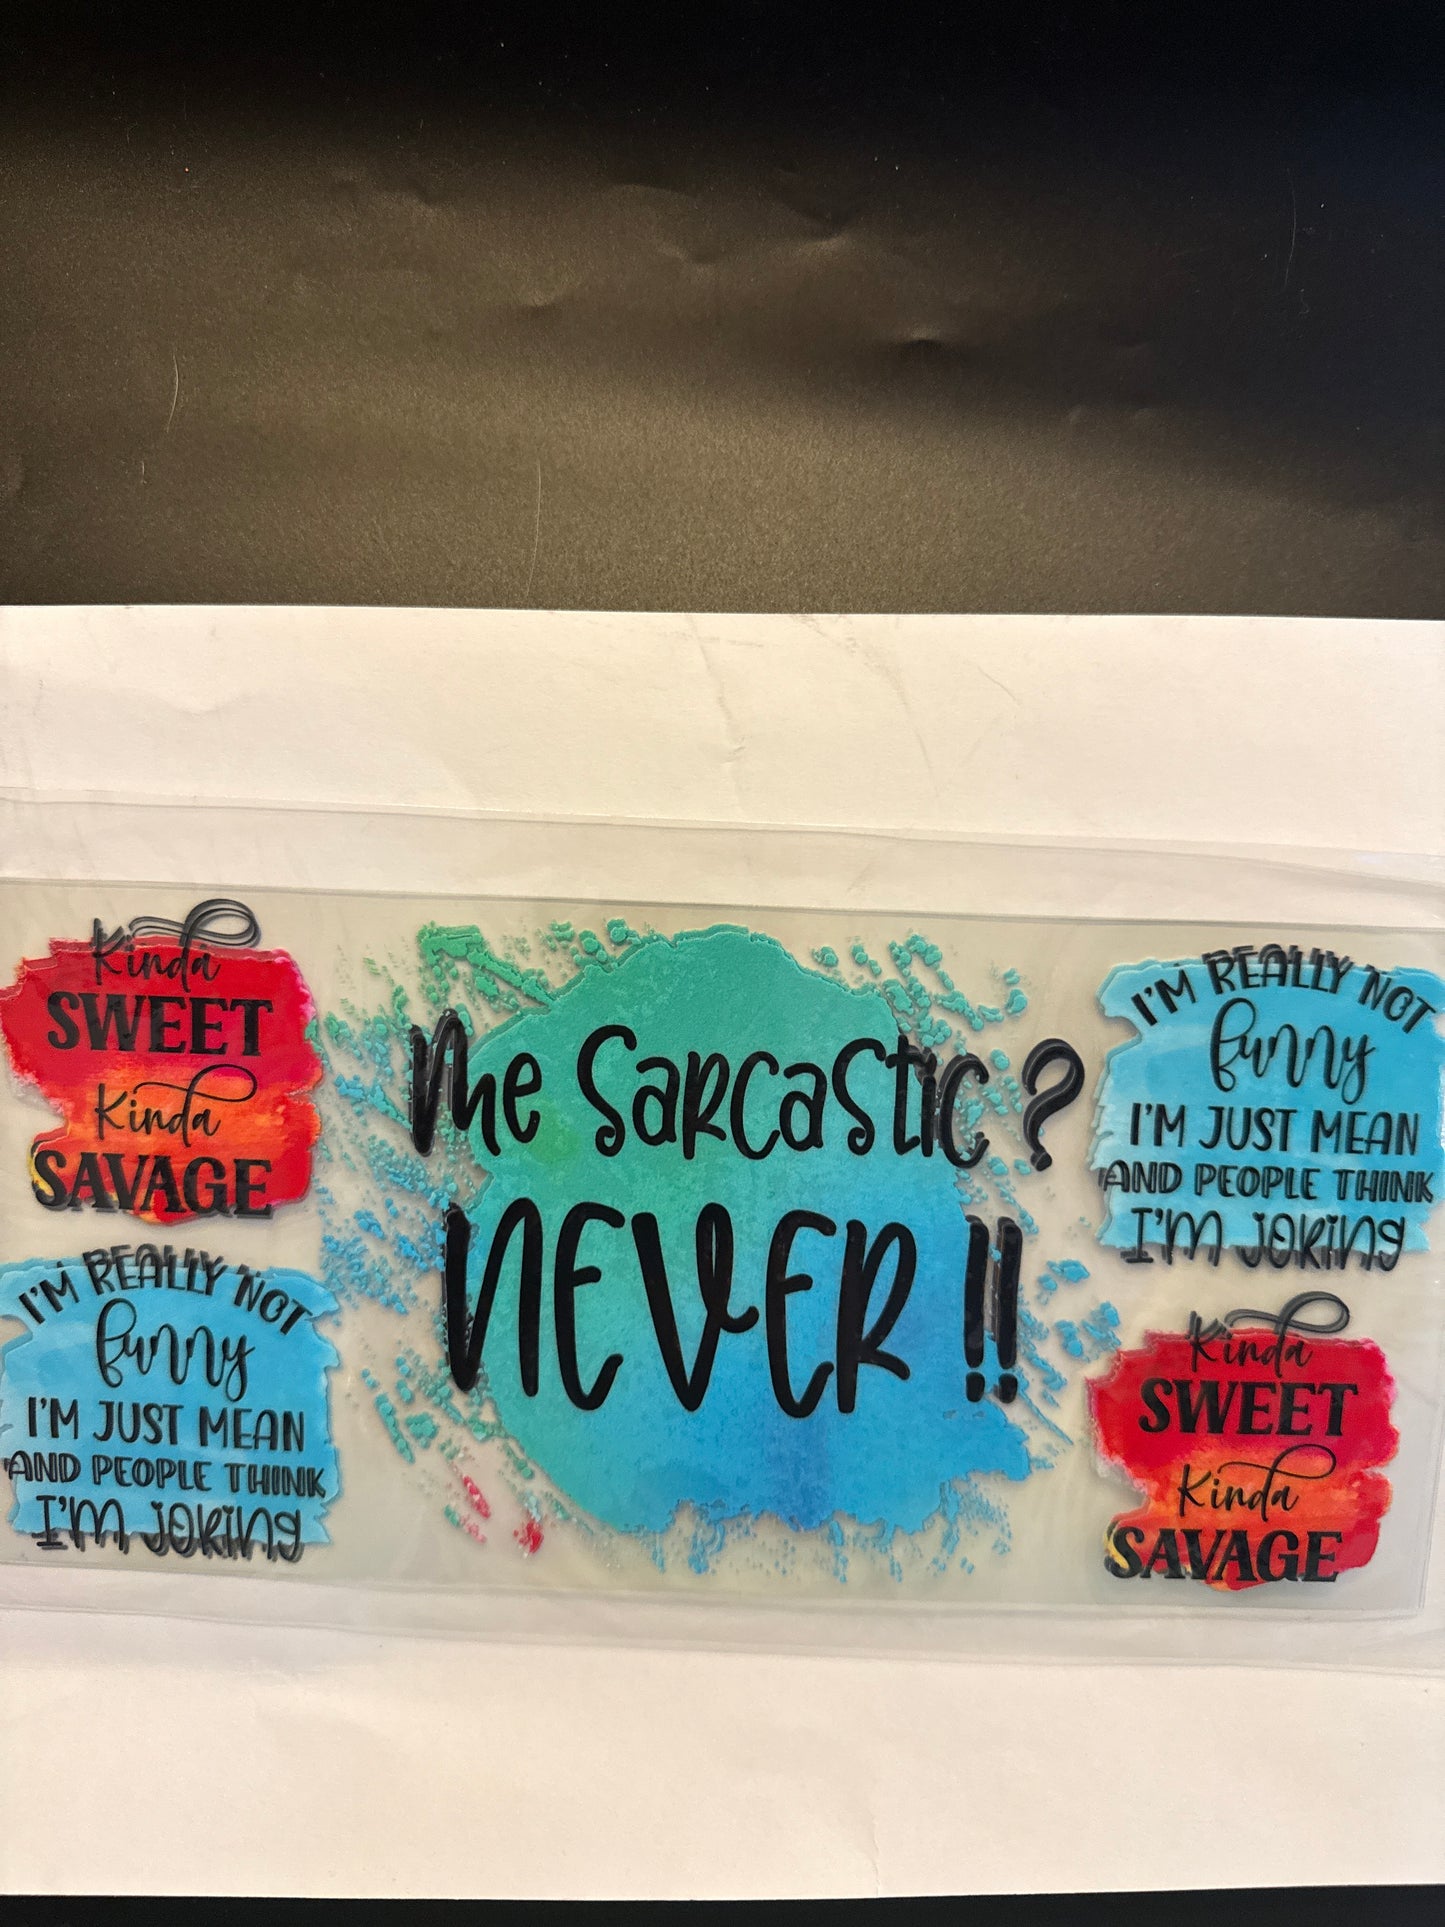 Kinda
SWEET
Kinda
SAVAGE
I'M REALLY NOT
funny
I'M JUST MEAN
AND PEOPLE THINK
I'M JOKING
Me Sarcastic?
NEVER!!
I'M REALLY NOT
funny
I'M JUST MEAN
AND PEOPLE THINK
I'M JOKING
Kinda
SWEET
Kinda
SAVAGE